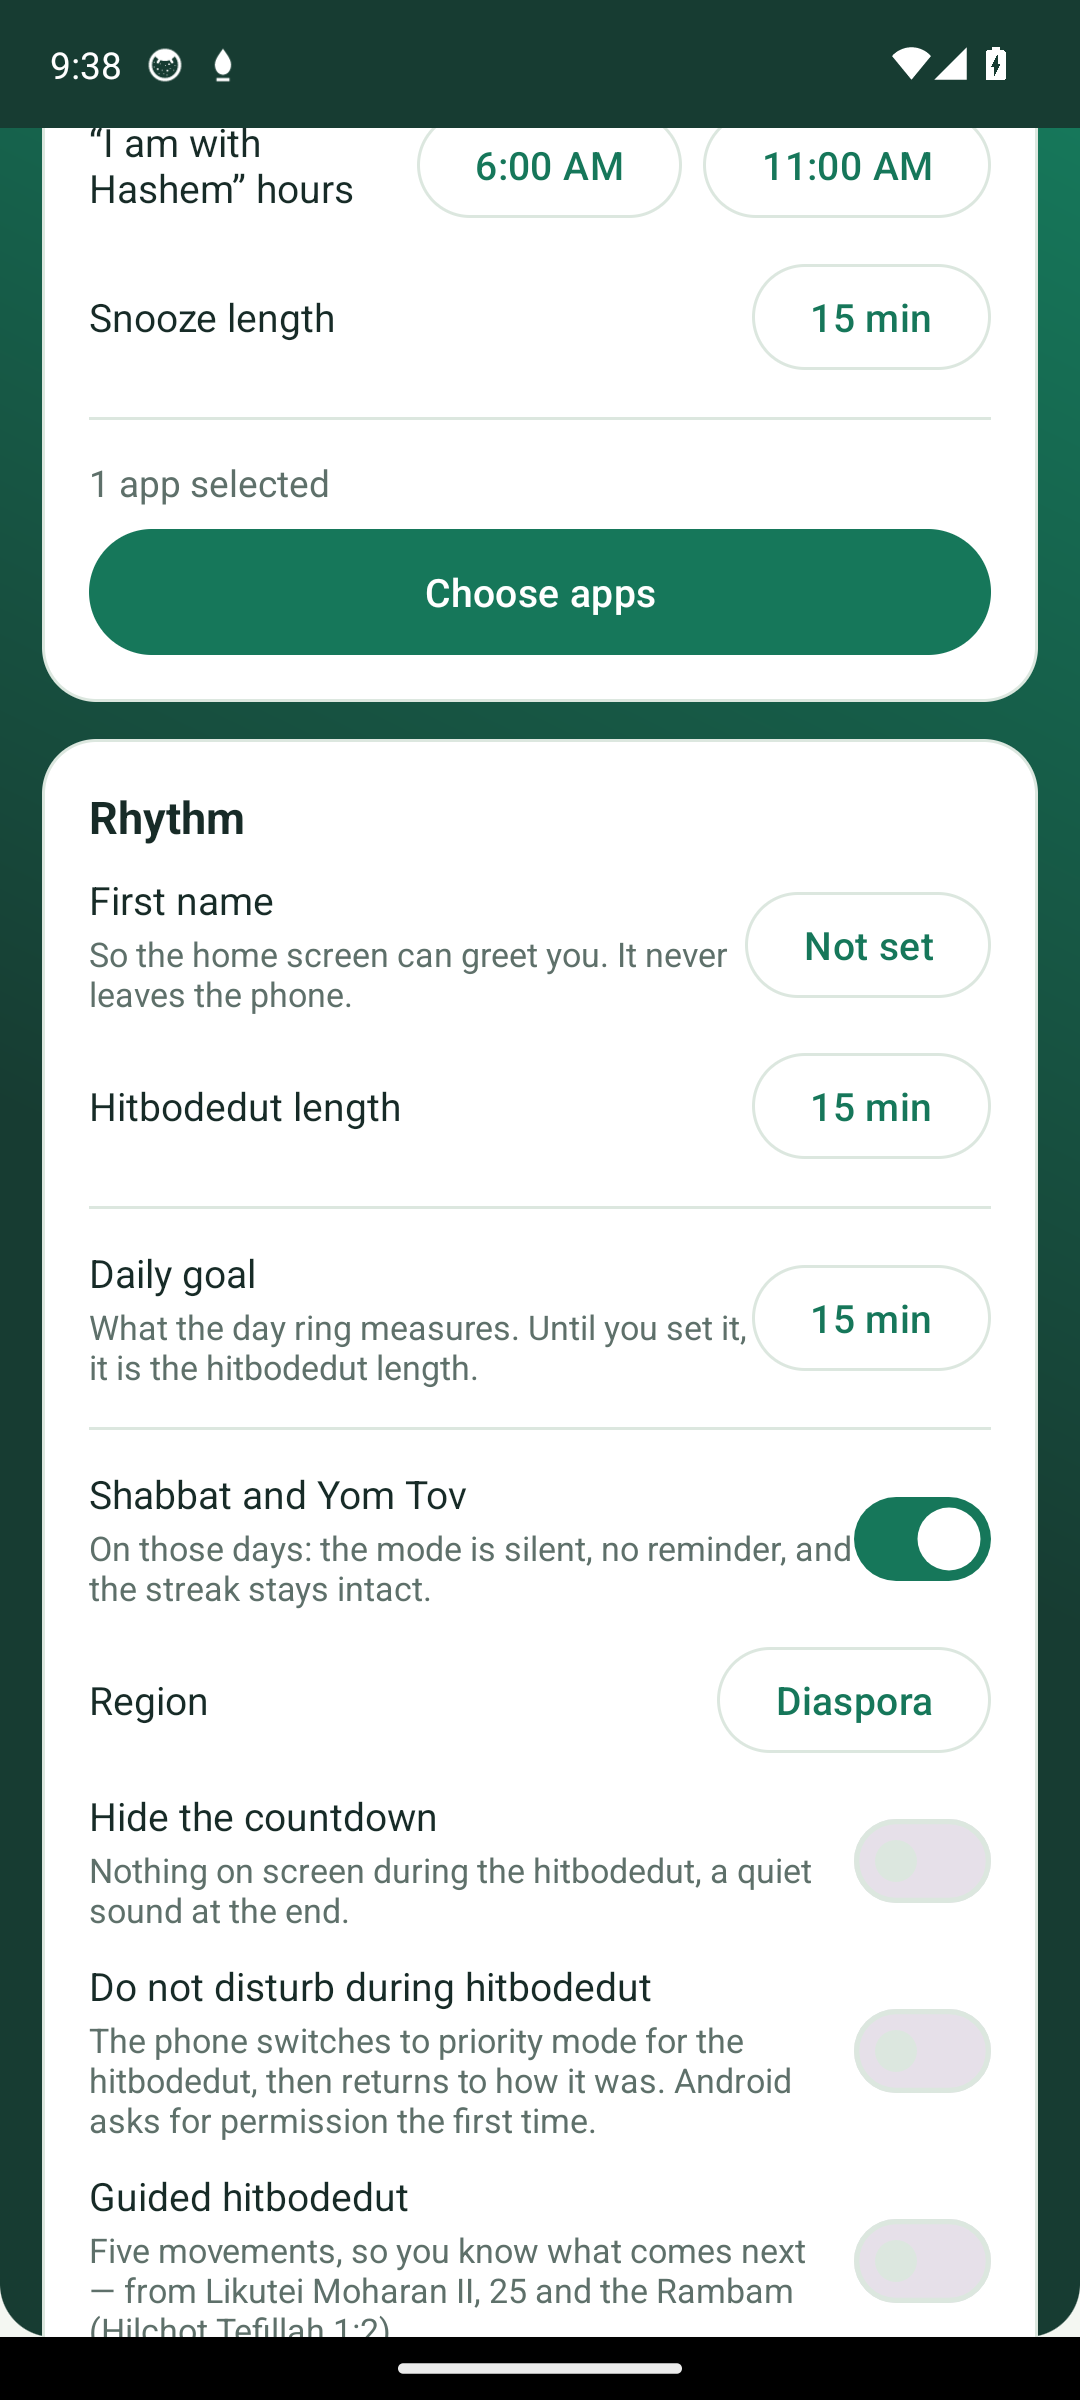 9:38
“I am with
Hashem” hours
6:00 AM
11:00 AM
Snooze length
15 min
1 app selected
Choose apps
Rhythm
First name
So the home screen can greet you. It never
leaves the phone.
Not set
Hitbodedut length
15 min
Daily goal
What the day ring measures. Until you set it,
it is the hitbodedut length.
15 min
Shabbat and Yom Tov
On those days: the mode is silent, no reminder, and
the streak stays intact.
Region
Diaspora
Hide the countdown
Nothing on screen during the hitbodedut, a quiet
sound at the end.
Do not disturb during hitbodedut
The phone switches to priority mode for the
hitbodedut, then returns to how it was. Android
asks for permission the first time.
Guided hitbodedut
Five movements, so you know what comes next
— from Likutei Moharan II, 25 and the Rambam
(Hilchot Tefillah 1:2)